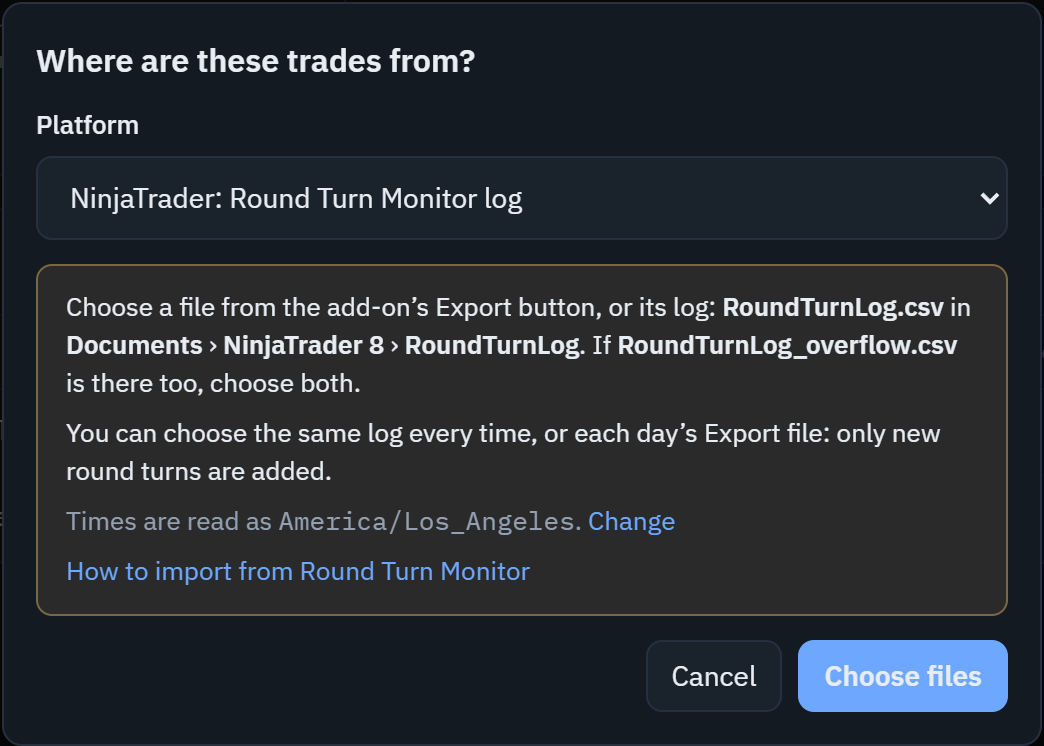 Where are these trades from?
Platform
NinjaTrader: Round Turn Monitor log
Choose a file from the add-on’s Export button, or its log: RoundTurnLog.csv in
Documents › NinjaTrader 8 › RoundTurnLog. If RoundTurnLog_overflow.csv
is there too, choose both.
You can choose the same log every time, or each day’s Export file: only new
round turns are added.
Times are read as America/Los_Angeles. Change
How to import from Round Turn Monitor
Cancel
Choose files